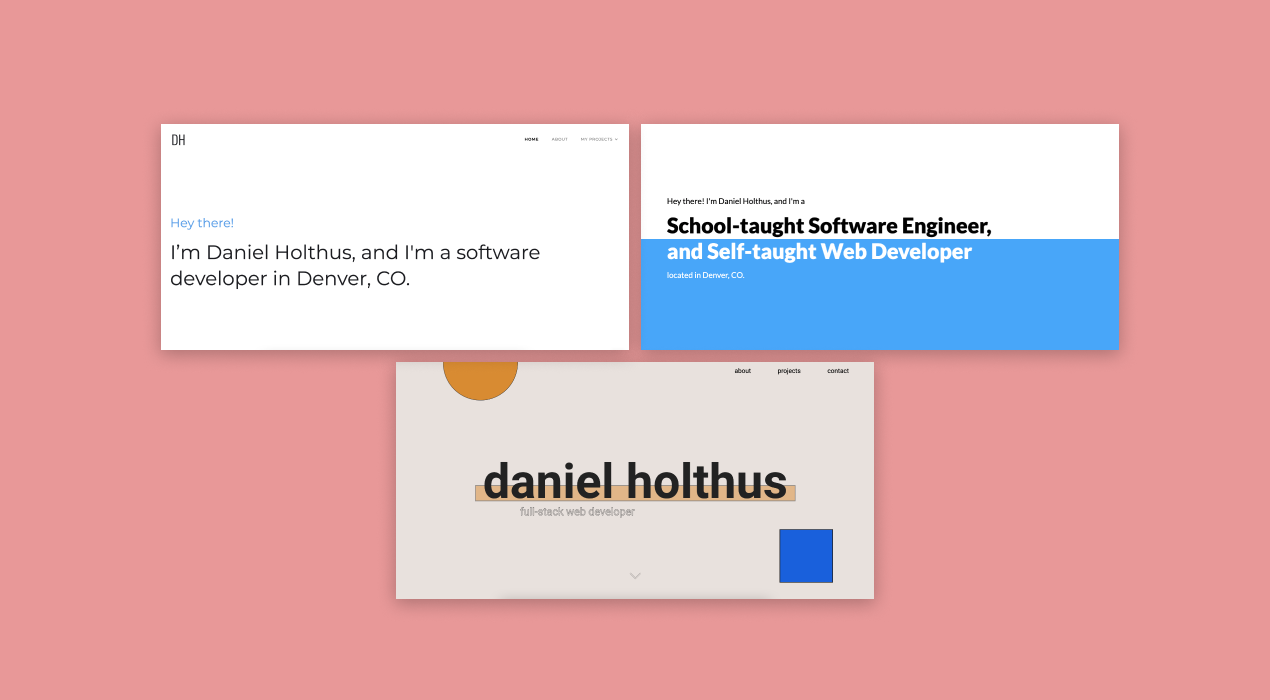 DH
HOME ABOUT MY PROJECTS
Hey there!
I’m Daniel Holthus, and I'm a software
developer in Denver, CO.
Hey there! I'm Daniel Holthus, and I'm a
School-taught Software Engineer,
and Self-taught Web Developer
located in Denver, CO.
about projects contact
daniel holthus
full-stack web developer